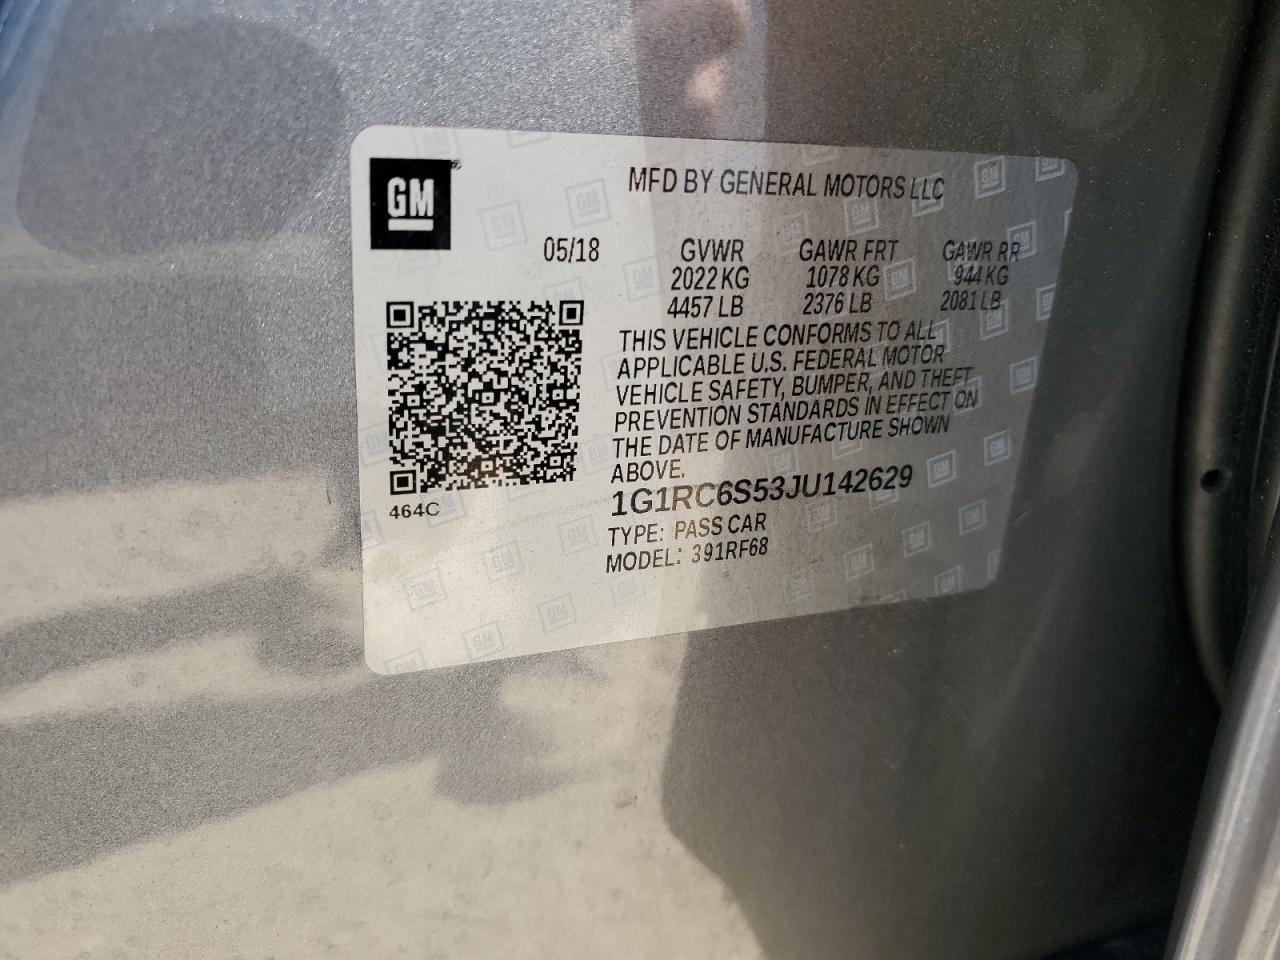 GM
MFD BY GENERAL MOTORS LLC
05/18 GVWR GAWR FRT GAWR RR
2022 KG 1078 KG 944 KG
4457 LB 2376 LB 2081 LB
THIS VEHICLE CONFORMS TO ALL
APPLICABLE U.S. FEDERAL MOTOR
VEHICLE SAFETY, BUMPER, AND THEFT
PREVENTION STANDARDS IN EFFECT ON
THE DATE OF MANUFACTURE SHOWN
ABOVE.
464C
1G1RC6S53JU142629
TYPE: PASS CAR
MODEL: 391RF68